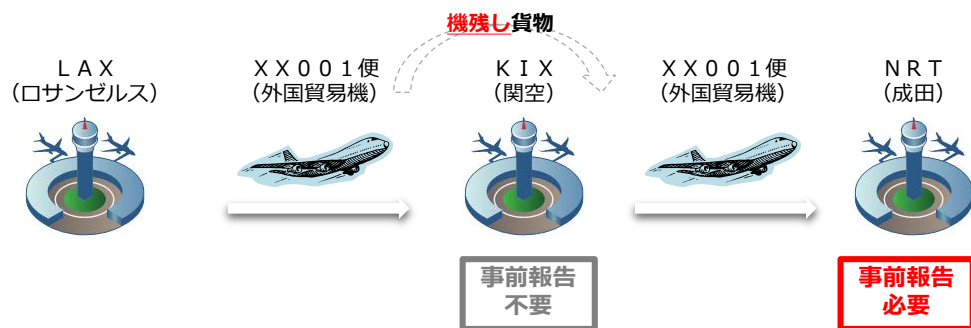 機残し貨物
ＬＡＸ
（ロサンゼルス）
ＸＸ００１便
（外国貿易機）
ＫＩＸ
（関空）
ＸＸ００１便
（外国貿易機）
ＮＲＴ
（成田）
事前報告
不要
事前報告
必要